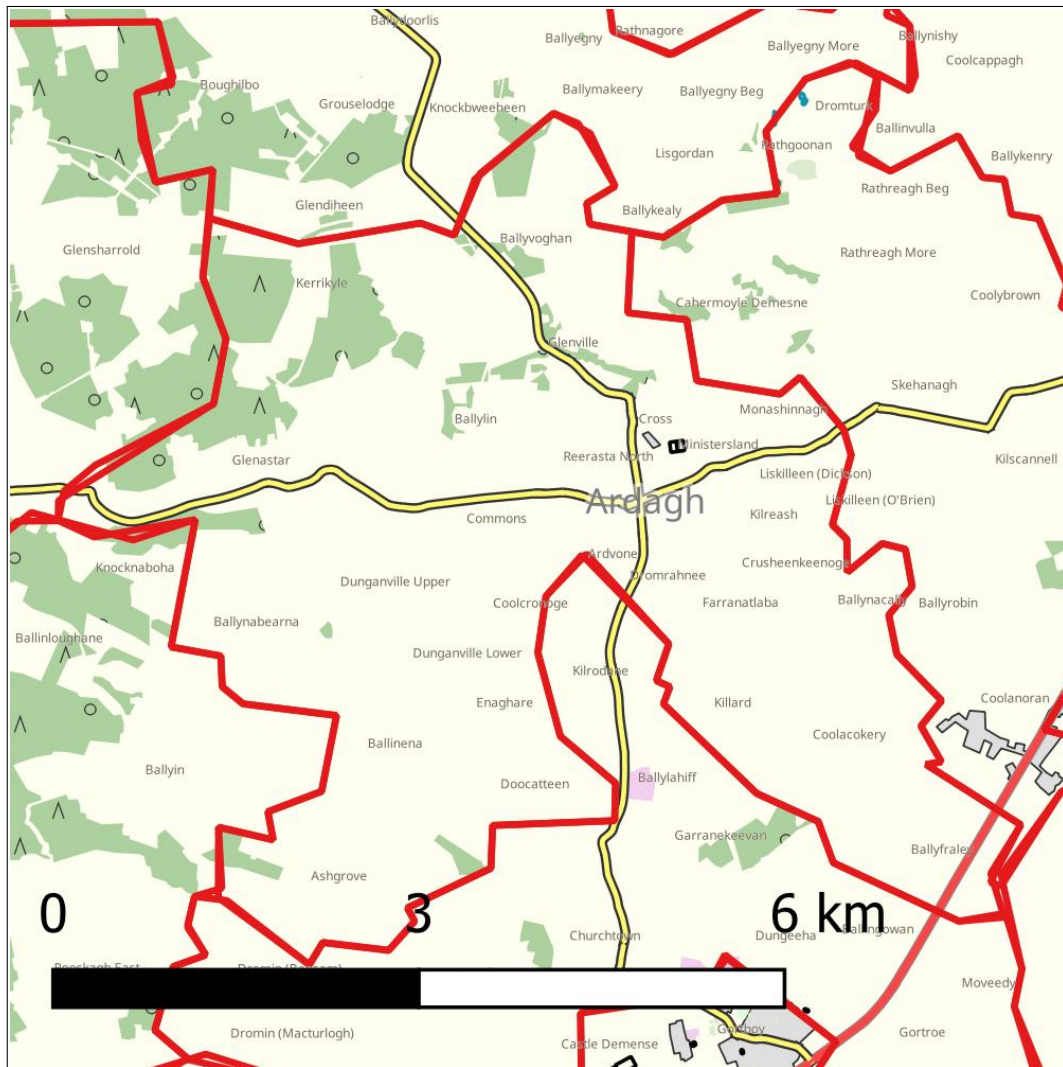 Ballydoorlis
Rathnagore
Ballyegny
Ballynishy
Ballyegny More
Coolcappagh
Boughilbo
Grouselodge
Knockbweeheen
Ballymakeery
Ballyegny Beg
Dromturk
Ballinvulla
Rathgoonan
Lisgordan
Ballykenry
Rathreagh Beg
Glendiheen
Ballykealy
Ballyvoghan
Glensharrold
Rathreagh More
Kerrikyle
Cahermoyle Demesne
Coolybrown
Glenville
Skehanagh
Monashinnagh
Ballylin
Cross
Ministersland
Reerasta North
Glenastar
Kilscannell
Liskilleen (Dickson)
Ardagh
Liskilleen (O'Brien)
Commons
Kilreash
Ardvone
Crusheenkeenoge
Knocknaboha
Dunganville Upper
Dromrahnee
Coolcronoge
Farranatlaba
Ballynacally
Ballyrobin
Ballynabearna
Ballinloughane
Dunganville Lower
Kilrodane
Enaghare
Killard
Coolanoran
Coolacokery
Ballinena
Ballyin
Doocatteen
Ballylahiff
Garranekeevan
Ballyfraley
Ashgrove
0 3 6 km
Churchtown
Dungeeha
Ballingowan
Moveedy
Dromin (Macturlogh)
Gortboy
Gortroe
Castle Demense